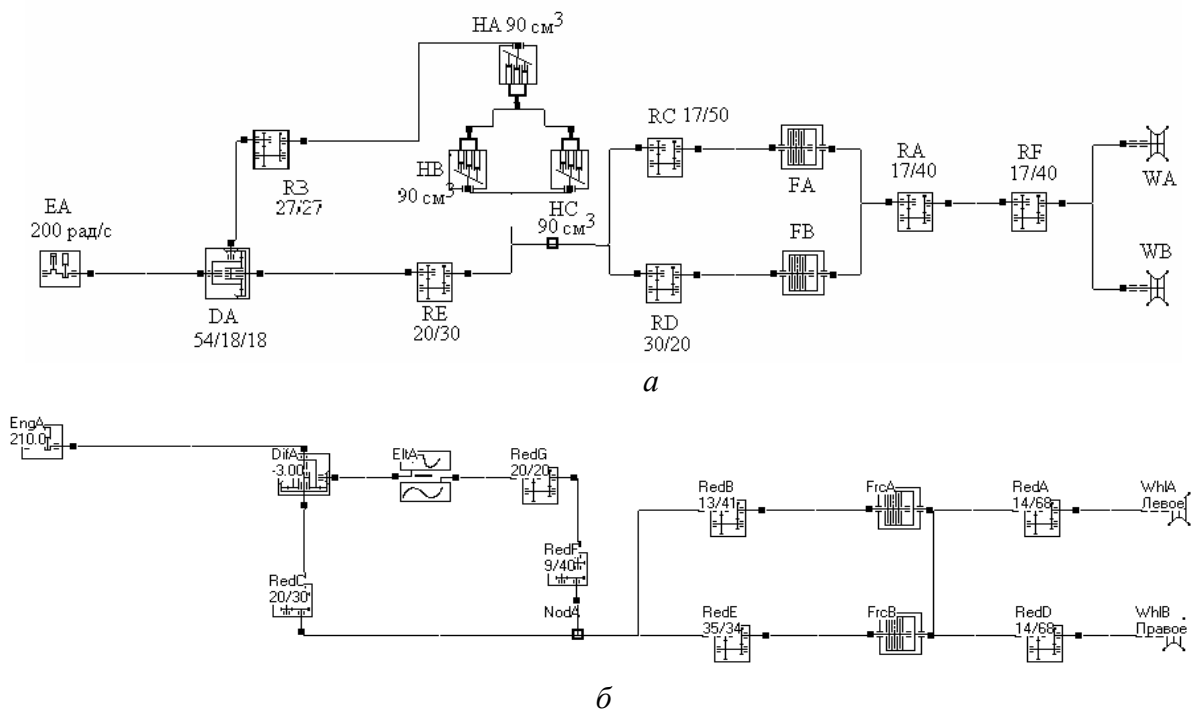 HA 90 см3
RC 17/50
RA
17/40
RF
17/40
HB
90 см3
R3
27/27
FA
WA
EA
200 рад/с
HC
90 см3
FB
WB
DA
54/18/18
RE
20/30
RD
30/20
а
EngA
210.0
DifA
-3.00
EltA
RedG
20/20
RedB
13/41
FrcA
RedA
14/68
WhlA
Левое
RedC
20/30
RedF
9/40
NodA
RedE
35/34
FrcB
RedD
14/68
WhlB
Правое
б